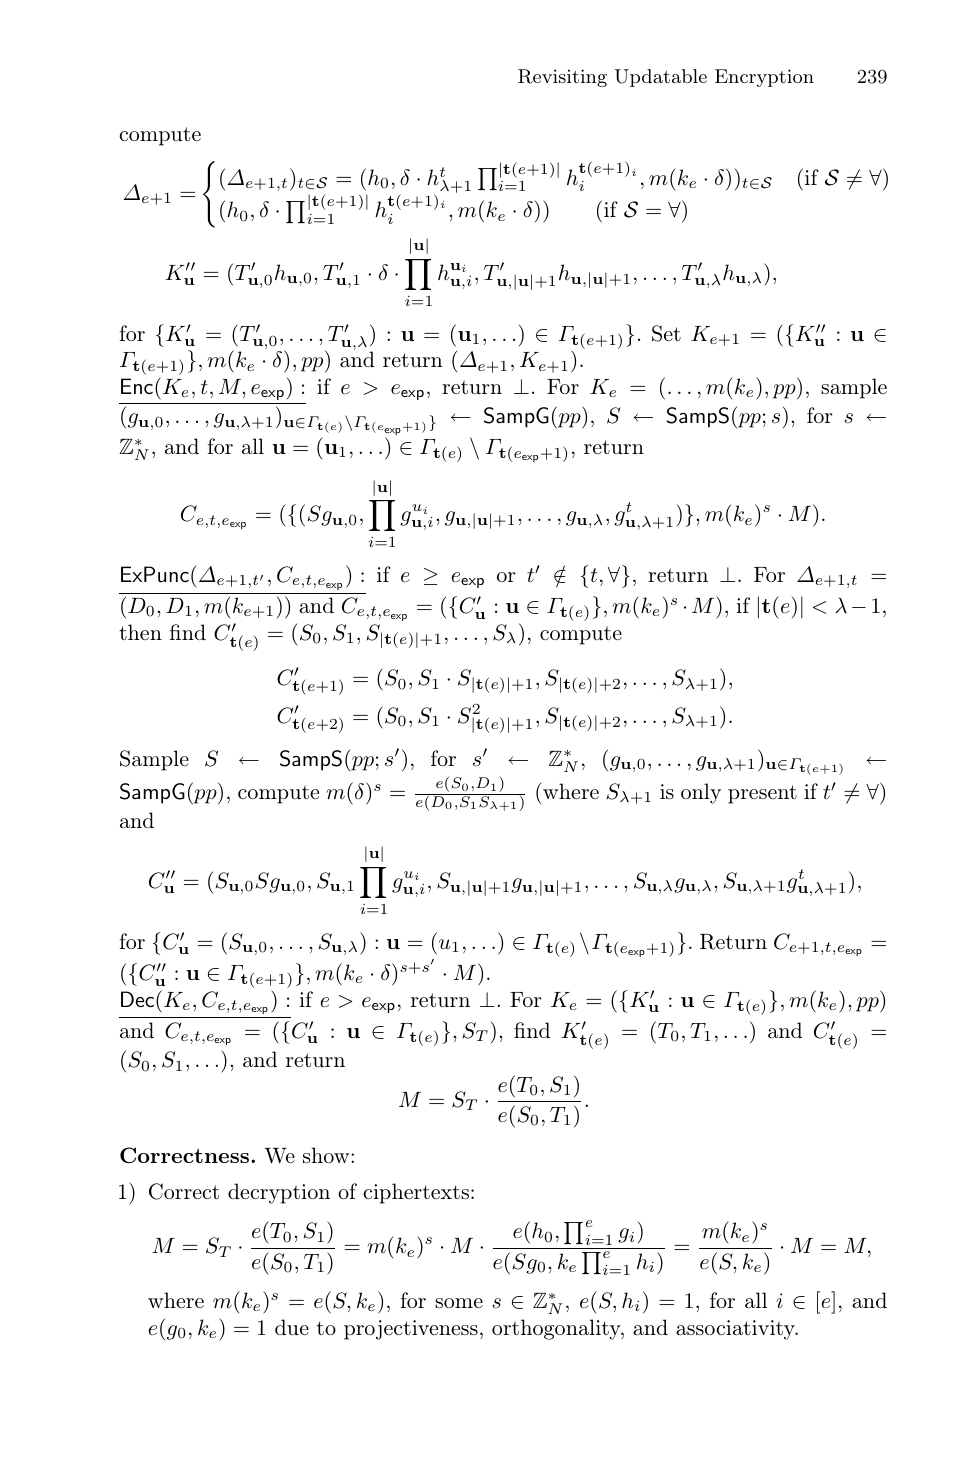 Revisiting Updatable Encryption 239
compute
Δ_{e+1} = { (Δ_{e+1,t})_{t∈𝒮} = (h_0, δ · h^t_{λ+1} ∏^{|𝐭(e+1)|}_{i=1} h_i^{𝐭(e+1)_i}, m(k_e · δ))_{t∈𝒮} (if 𝒮 ≠ ∀)
(h_0, δ · ∏^{|𝐭(e+1)|}_{i=1} h_i^{𝐭(e+1)_i}, m(k_e · δ)) (if 𝒮 = ∀)
K''_𝐮 = (T'_{𝐮,0}h_{𝐮,0}, T'_{𝐮,1} · δ · ∏^{|𝐮|}_{i=1} h^{𝐮_i}_{𝐮,i}, T'_{𝐮,|𝐮|+1}h_{𝐮,|𝐮|+1}, . . . , T'_{𝐮,λ}h_{𝐮,λ}),
for {K'_𝐮 = (T'_{𝐮,0}, . . . , T'_{𝐮,λ}) : 𝐮 = (𝐮_1, . . .) ∈ Γ_{𝐭(e+1)}}. Set K_{e+1} = ({K''_𝐮 : 𝐮 ∈
Γ_{𝐭(e+1)}}, m(k_e · δ), pp) and return (Δ_{e+1}, K_{e+1}).
Enc(K_e, t, M, e_exp) : if e > e_exp, return ⊥. For K_e = (. . . , m(k_e), pp), sample
(g_{𝐮,0}, . . . , g_{𝐮,λ+1})_{𝐮∈Γ_{𝐭(e)}\Γ_{𝐭(e_exp+1)}} ← SampG(pp), S ← SampS(pp; s), for s ←
ℤ*_N, and for all 𝐮 = (𝐮_1, . . .) ∈ Γ_{𝐭(e)} \ Γ_{𝐭(e_exp+1)}, return
C_{e,t,e_exp} = ({(Sg_{𝐮,0}, ∏^{|𝐮|}_{i=1} g^{u_i}_{𝐮,i}, g_{𝐮,|𝐮|+1}, . . . , g_{𝐮,λ}, g^t_{𝐮,λ+1})}, m(k_e)^s · M).
ExPunc(Δ_{e+1,t'}, C_{e,t,e_exp}) : if e ≥ e_exp or t' ∉ {t, ∀}, return ⊥. For Δ_{e+1,t} =
(D_0, D_1, m(k_{e+1})) and C_{e,t,e_exp} = ({C'_𝐮 : 𝐮 ∈ Γ_{𝐭(e)}}, m(k_e)^s · M), if |𝐭(e)| < λ − 1,
then find C'_{𝐭(e)} = (S_0, S_1, S_{|𝐭(e)|+1}, . . . , S_λ), compute
C'_{𝐭(e+1)} = (S_0, S_1 · S_{|𝐭(e)|+1}, S_{|𝐭(e)|+2}, . . . , S_{λ+1}),
C'_{𝐭(e+2)} = (S_0, S_1 · S^2_{|𝐭(e)|+1}, S_{|𝐭(e)|+2}, . . . , S_{λ+1}).
Sample S ← SampS(pp; s'), for s' ← ℤ*_N, (g_{𝐮,0}, . . . , g_{𝐮,λ+1})_{𝐮∈Γ_{𝐭(e+1)}} ←
SampG(pp), compute m(δ)^s = e(S_0,D_1)/e(D_0,S_1S_{λ+1}) (where S_{λ+1} is only present if t' ≠ ∀)
and
C''_𝐮 = (S_{𝐮,0}Sg_{𝐮,0}, S_{𝐮,1} ∏^{|𝐮|}_{i=1} g^{u_i}_{𝐮,i}, S_{𝐮,|𝐮|+1}g_{𝐮,|𝐮|+1}, . . . , S_{𝐮,λ}g_{𝐮,λ}, S_{𝐮,λ+1}g^t_{𝐮,λ+1}),
for {C'_𝐮 = (S_{𝐮,0}, . . . , S_{𝐮,λ}) : 𝐮 = (u_1, . . .) ∈ Γ_{𝐭(e)}\Γ_{𝐭(e_exp+1)}}. Return C_{e+1,t,e_exp} =
({C''_𝐮 : 𝐮 ∈ Γ_{𝐭(e+1)}}, m(k_e · δ)^{s+s'} · M).
Dec(K_e, C_{e,t,e_exp}) : if e > e_exp, return ⊥. For K_e = ({K'_𝐮 : 𝐮 ∈ Γ_{𝐭(e)}}, m(k_e), pp)
and C_{e,t,e_exp} = ({C'_𝐮 : 𝐮 ∈ Γ_{𝐭(e)}}, S_T), find K'_{𝐭(e)} = (T_0, T_1, . . .) and C'_{𝐭(e)} =
(S_0, S_1, . . .), and return
M = S_T · e(T_0, S_1)/e(S_0, T_1).
Correctness. We show:
1) Correct decryption of ciphertexts:
M = S_T · e(T_0, S_1)/e(S_0, T_1) = m(k_e)^s · M · e(h_0, ∏^e_{i=1} g_i)/e(Sg_0, k_e ∏^e_{i=1} h_i) = m(k_e)^s/e(S, k_e) · M = M,
where m(k_e)^s = e(S, k_e), for some s ∈ ℤ*_N, e(S, h_i) = 1, for all i ∈ [e], and
e(g_0, k_e) = 1 due to projectiveness, orthogonality, and associativity.